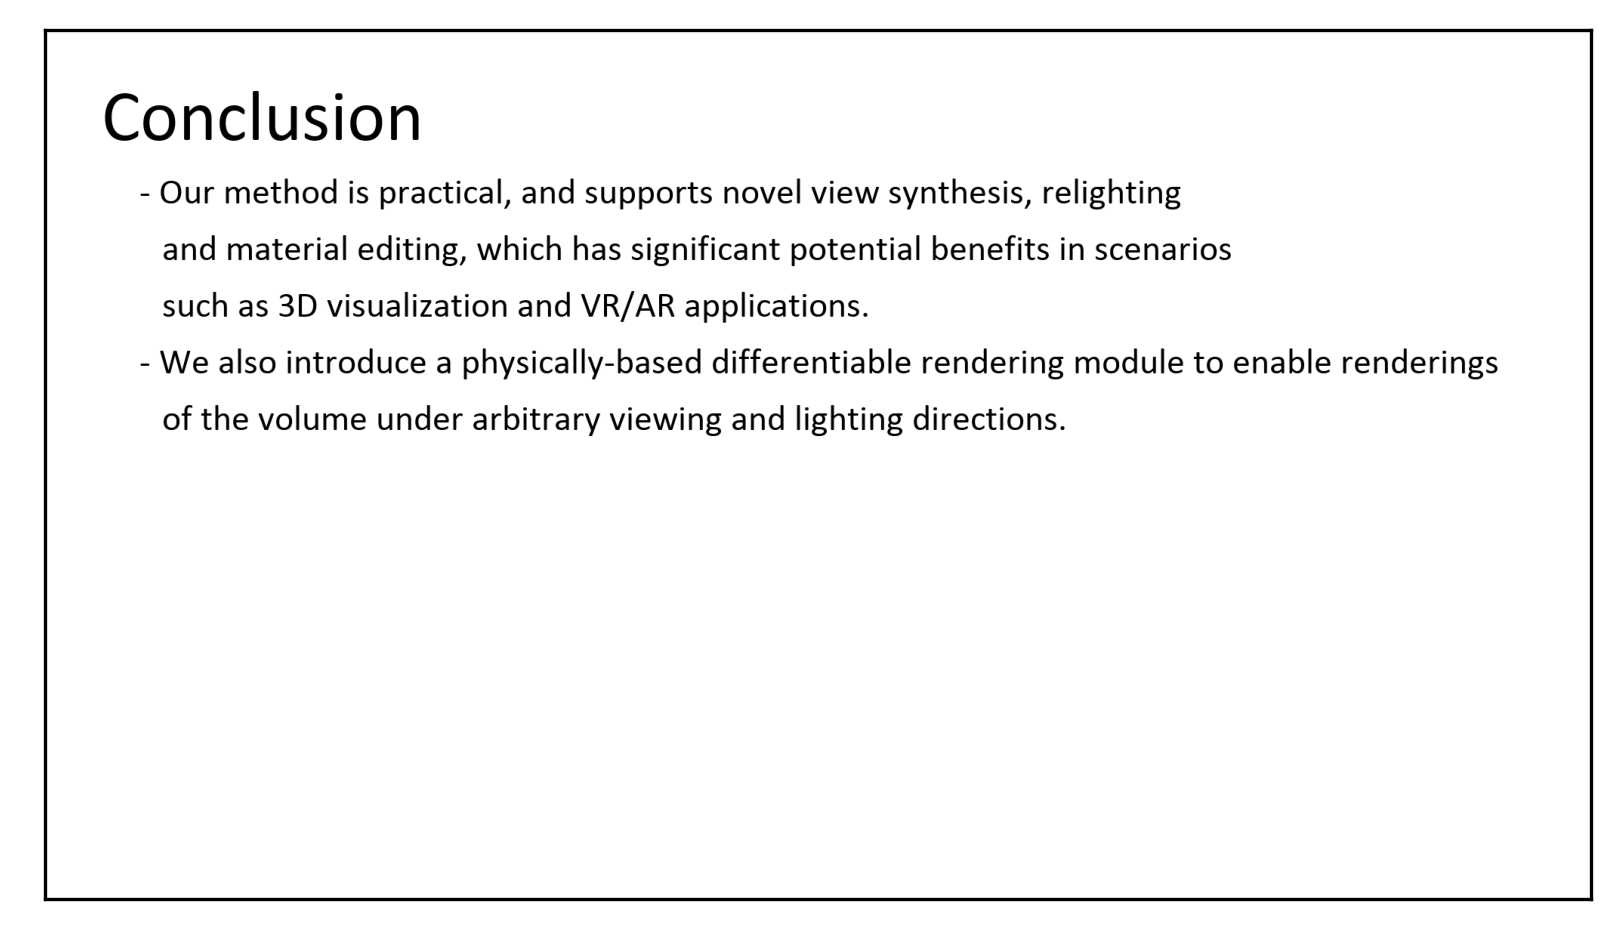 Conclusion
- Our method is practical, and supports novel view synthesis, relighting
and material editing, which has significant potential benefits in scenarios
such as 3D visualization and VR/AR applications.
- We also introduce a physically-based differentiable rendering module to enable renderings
of the volume under arbitrary viewing and lighting directions.